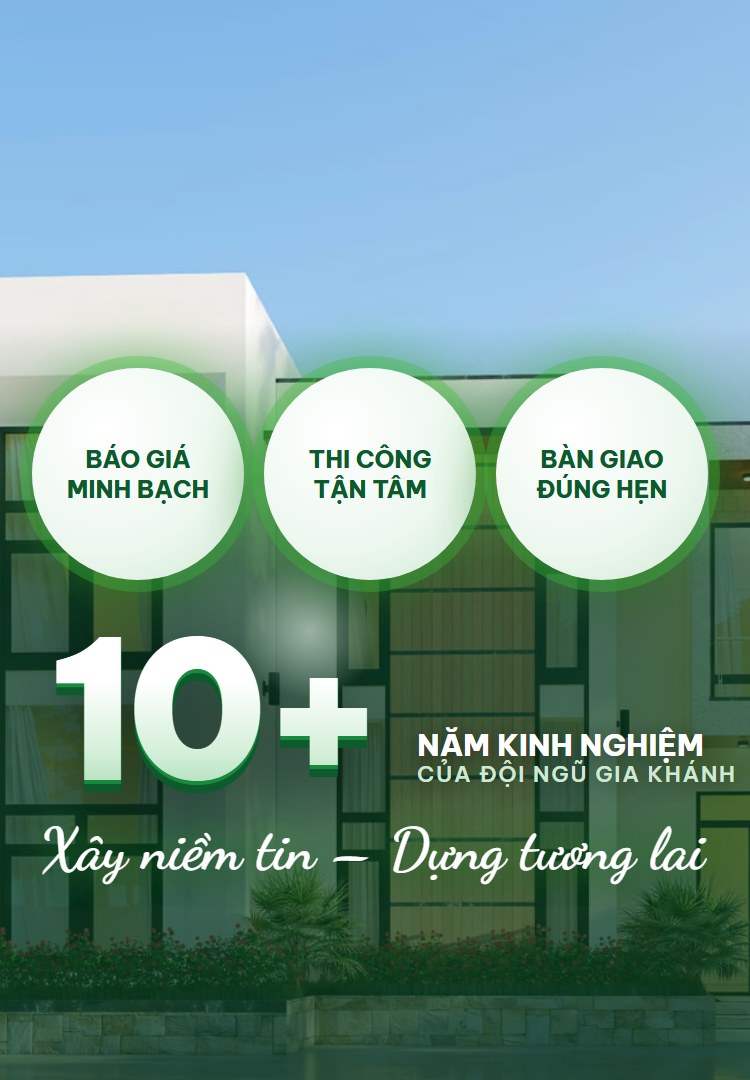 BÁO GIÁ
MINH BẠCH
THI CÔNG
TẬN TÂM
BÀN GIAO
ĐÚNG HẸN
10+
NĂM KINH NGHIỆM
CỦA ĐỘI NGŨ GIA KHÁNH
Xây niềm tin – Dựng tương lai